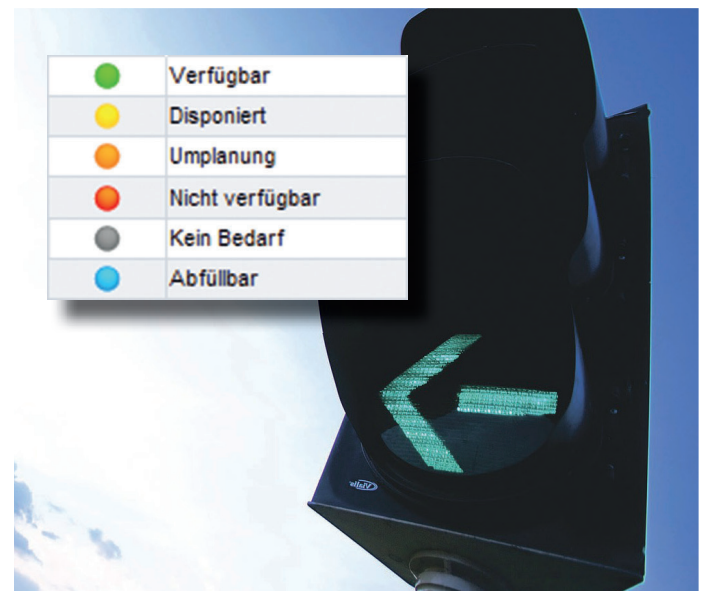 Verfügbar
Disponiert
Umplanung
Nicht verfügbar
Kein Bedarf
Abfüllbar